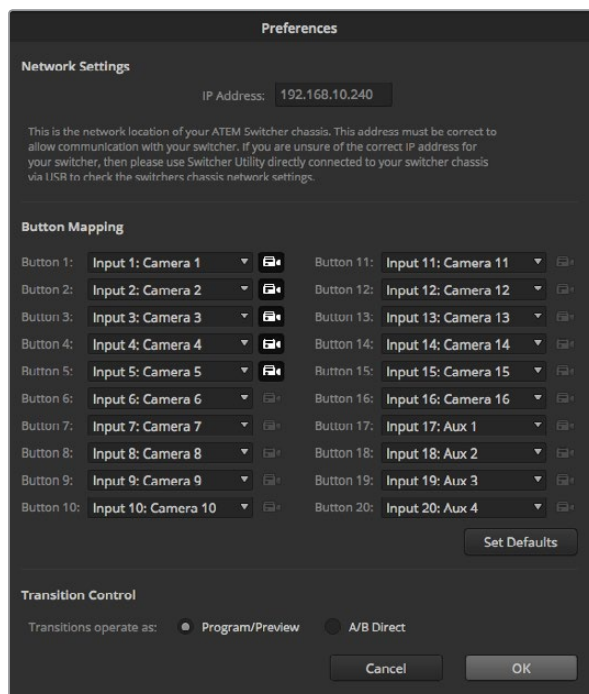 Preferences
Network Settings
IP Address: 192.168.10.240
This is the network location of your ATEM Switcher chassis. This address must be correct to
allow communication with your switcher. If you are unsure of the correct IP address for
your switcher, then please use Switcher Utility directly connected to your switcher chassis
via USB to check the switchers chassis network settings.
Button Mapping
Button 1: Input 1: Camera 1 Button 11: Input 11: Camera 11
Button 2: Input 2: Camera 2 Button 12: Input 12: Camera 12
Button 3: Input 3: Camera 3 Button 13: Input 13: Camera 13
Button 4: Input 4: Camera 4 Button 14: Input 14: Camera 14
Button 5: Input 5: Camera 5 Button 15: Input 15: Camera 15
Button 6: Input 6: Camera 6 Button 16: Input 16: Camera 16
Button 7: Input 7: Camera 7 Button 17: Input 17: Aux 1
Button 8: Input 8: Camera 8 Button 18: Input 18: Aux 2
Button 9: Input 9: Camera 9 Button 19: Input 19: Aux 3
Button 10: Input 10: Camera 10 Button 20: Input 20: Aux 4
Set Defaults
Transition Control
Transitions operate as: Program/Preview A/B Direct
Cancel OK